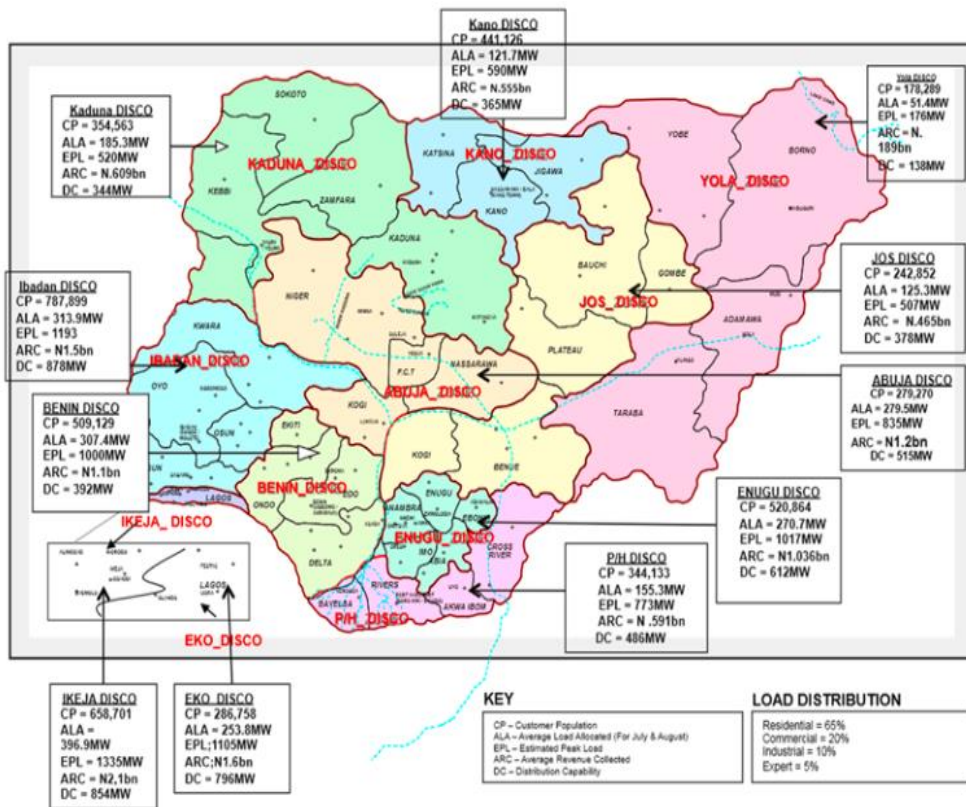 Kano DISCO
CP = 441,126
ALA = 121.7MW
EPL = 590MW
ARC = N.555bn
DC = 365MW
Yola DISCO
CP = 178,289
ALA = 51.4MW
EPL = 176MW
ARC = N.
189bn
DC = 138MW
Kaduna DISCO
CP = 354,563
ALA = 185.3MW
EPL = 520MW
ARC = N.609bn
DC = 344MW
SOKOTO
KEBBI
ZAMFARA
KADUNA_DISCO
KATSINA
KANO_DISCO
JIGAWA
KANO
YOBE
BORNO
YOLA_DISCO
KADUNA
BAUCHI
GOMBE
JOS_DISCO
ADAMAWA
PLATEAU
TARABA
NIGER
F.C.T
NASSARAWA
ABUJA_DISCO
KOGI
KWARA
IBADAN_DISCO
OYO
OSUN
EKITI
LAGOS
KOGI
BENUE
BENIN_DISCO
ONDO
EDO
DELTA
ENUGU
ANAMBRA
EBONYI
ENUGU_DISCO
IMO
ABIA
CROSS
RIVER
RIVERS
BAYELSA
AKWA IBOM
P/H_DISCO
Ibadan DISCO
CP = 787,899
ALA = 313.9MW
EPL = 1193
ARC = N1.5bn
DC = 878MW
JOS DISCO
CP = 242,852
ALA = 125.3MW
EPL = 507MW
ARC = N.465bn
DC = 378MW
ABUJA DISCO
CP = 279,270
ALA = 279.5MW
EPL = 835MW
ARC = N1.2bn
DC = 515MW
BENIN DISCO
CP = 509,129
ALA = 307.4MW
EPL = 1000MW
ARC = N1.1bn
DC = 392MW
ENUGU DISCO
CP = 520,864
ALA = 270.7MW
EPL = 1017MW
ARC = N1.036bn
DC = 612MW
P/H DISCO
CP = 344,133
ALA = 155.3MW
EPL = 773MW
ARC = N .591bn
DC = 486MW
IKEJA_ DISCO
LAGOS
EKO_DISCO
IKEJA DISCO
CP = 658,701
ALA =
396.9MW
EPL = 1335MW
ARC = N2,1bn
DC = 854MW
EKO DISCO
CP = 286,758
ALA = 253.8MW
EPL;1105MW
ARC;N1.6bn
DC = 796MW
KEY
CP – Customer Population
ALA – Average Load Allocated (For July & August)
EPL – Estimated Peak Load
ARC – Average Revenue Collected
DC – Distribution Capability
LOAD DISTRIBUTION
Residential = 65%
Commercial = 20%
Industrial = 10%
Expert = 5%